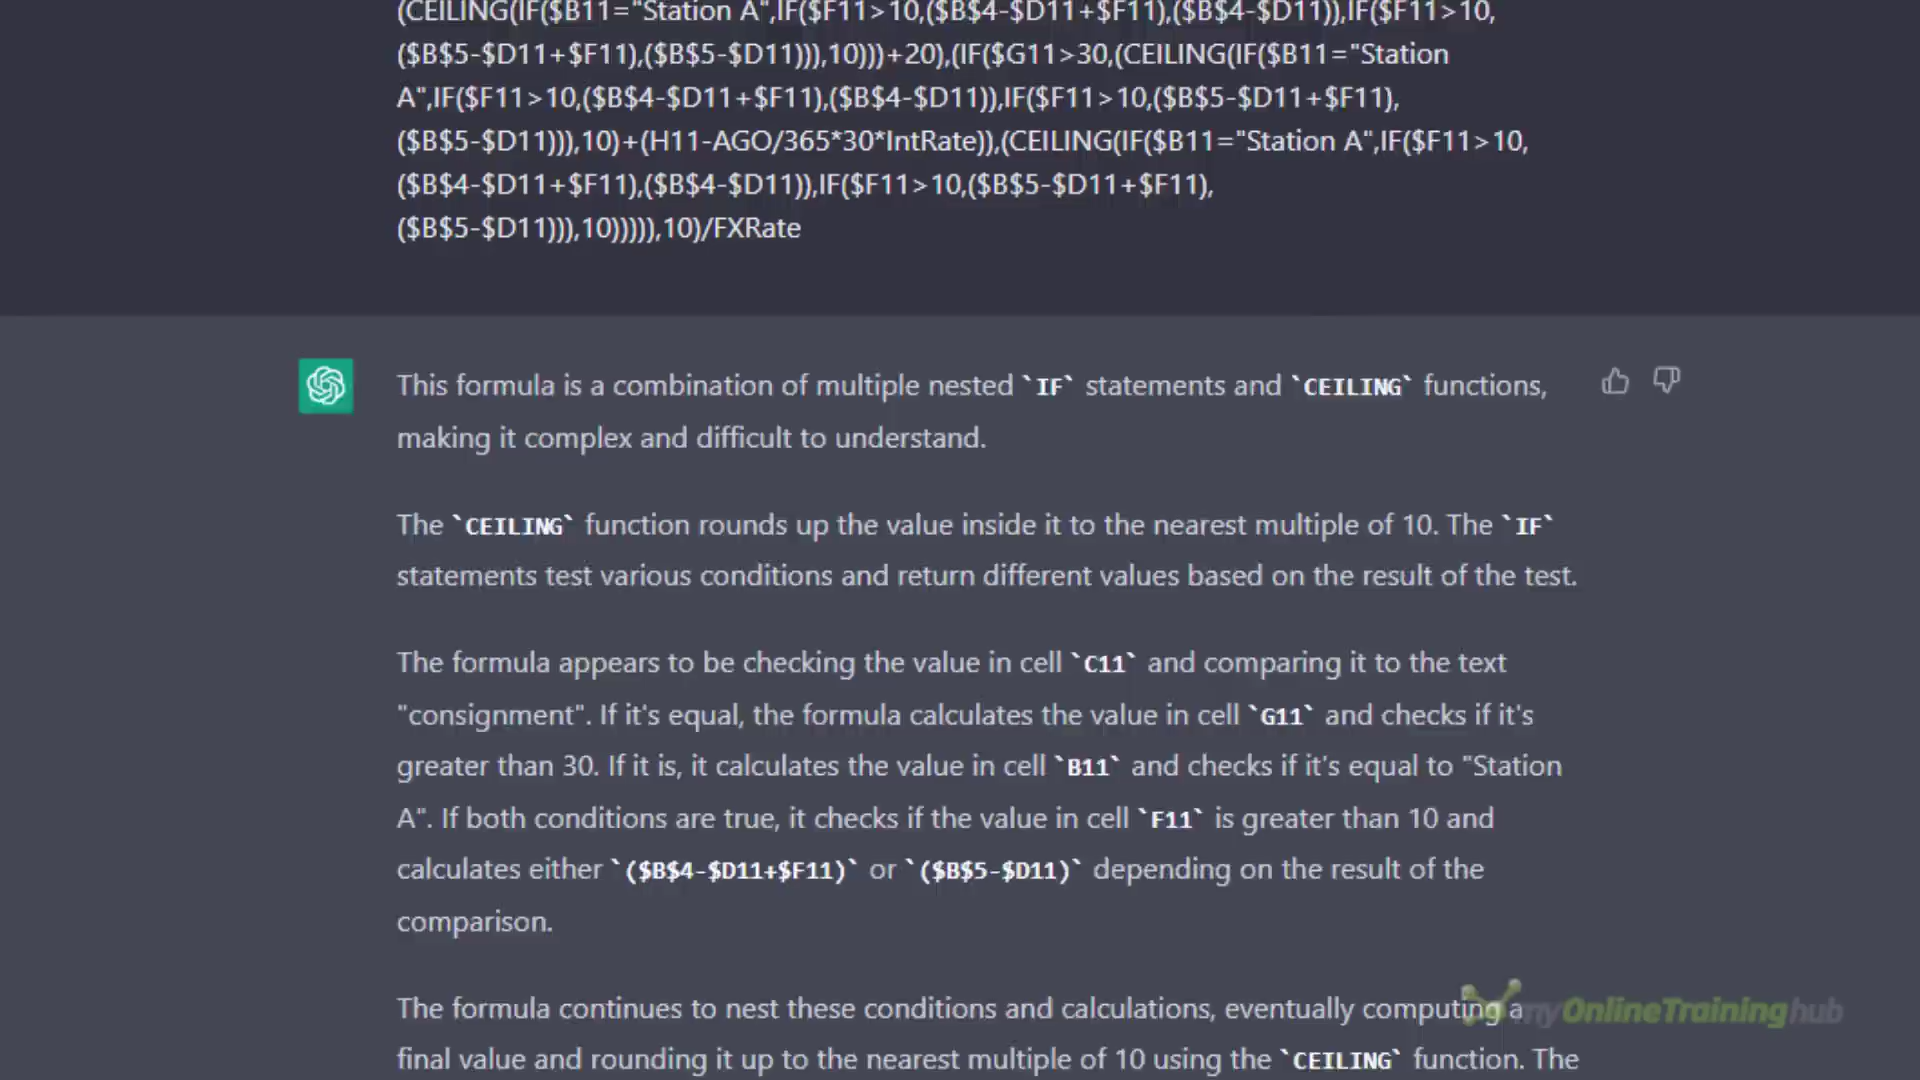 (CEILING(IF($B11="Station A",IF($F11>10,($B$4-$D11+$F11),($B$4-$D11)),IF($F11>10,
($B$5-$D11+$F11),($B$5-$D11))),10)))+20),(IF($G11>30,(CEILING(IF($B11="Station
A",IF($F11>10,($B$4-$D11+$F11),($B$4-$D11)),IF($F11>10,($B$5-$D11+$F11),
($B$5-$D11))),10)+(H11-AGO/365*30*IntRate)),(CEILING(IF($B11="Station A",IF($F11>10,
($B$4-$D11+$F11),($B$4-$D11)),IF($F11>10,($B$5-$D11+$F11),
($B$5-$D11))),10))))),10)/FXRate
This formula is a combination of multiple nested `IF` statements and `CEILING` functions,
making it complex and difficult to understand.
The `CEILING` function rounds up the value inside it to the nearest multiple of 10. The `IF`
statements test various conditions and return different values based on the result of the test.
The formula appears to be checking the value in cell `C11` and comparing it to the text
"consignment". If it's equal, the formula calculates the value in cell `G11` and checks if it's
greater than 30. If it is, it calculates the value in cell `B11` and checks if it's equal to "Station
A". If both conditions are true, it checks if the value in cell `F11` is greater than 10 and
calculates either `($B$4-$D11+$F11)` or `($B$5-$D11)` depending on the result of the
comparison.
The formula continues to nest these conditions and calculations, eventually computing a
final value and rounding it up to the nearest multiple of 10 using the `CEILING` function. The
myOnlineTraininghub